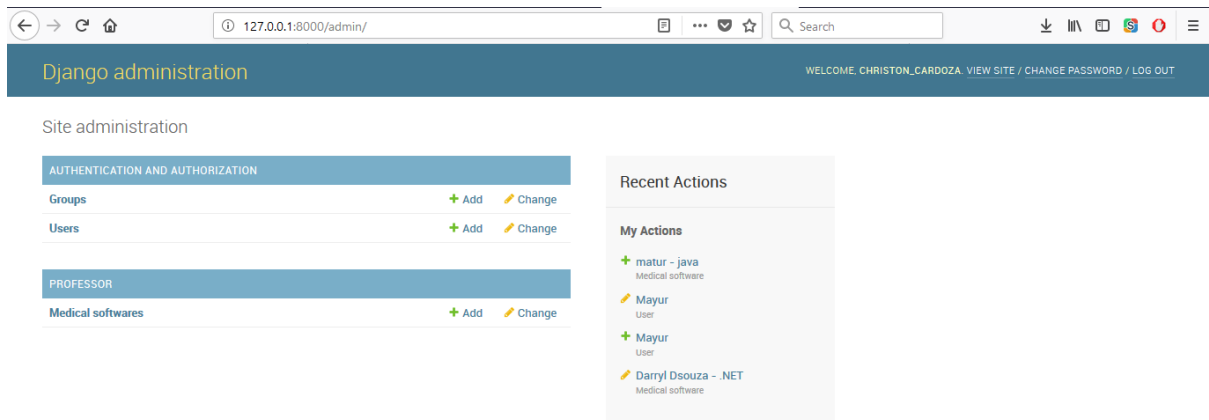 127.0.0.1:8000/admin/
Search
Django administration
WELCOME, CHRISTON_CARDOZA. VIEW SITE / CHANGE PASSWORD / LOG OUT
Site administration
AUTHENTICATION AND AUTHORIZATION
Groups Add Change
Users Add Change
PROFESSOR
Medical softwares Add Change
Recent Actions
My Actions
matur - java
Medical software
Mayur
User
Mayur
User
Darryl Dsouza - .NET
Medical software